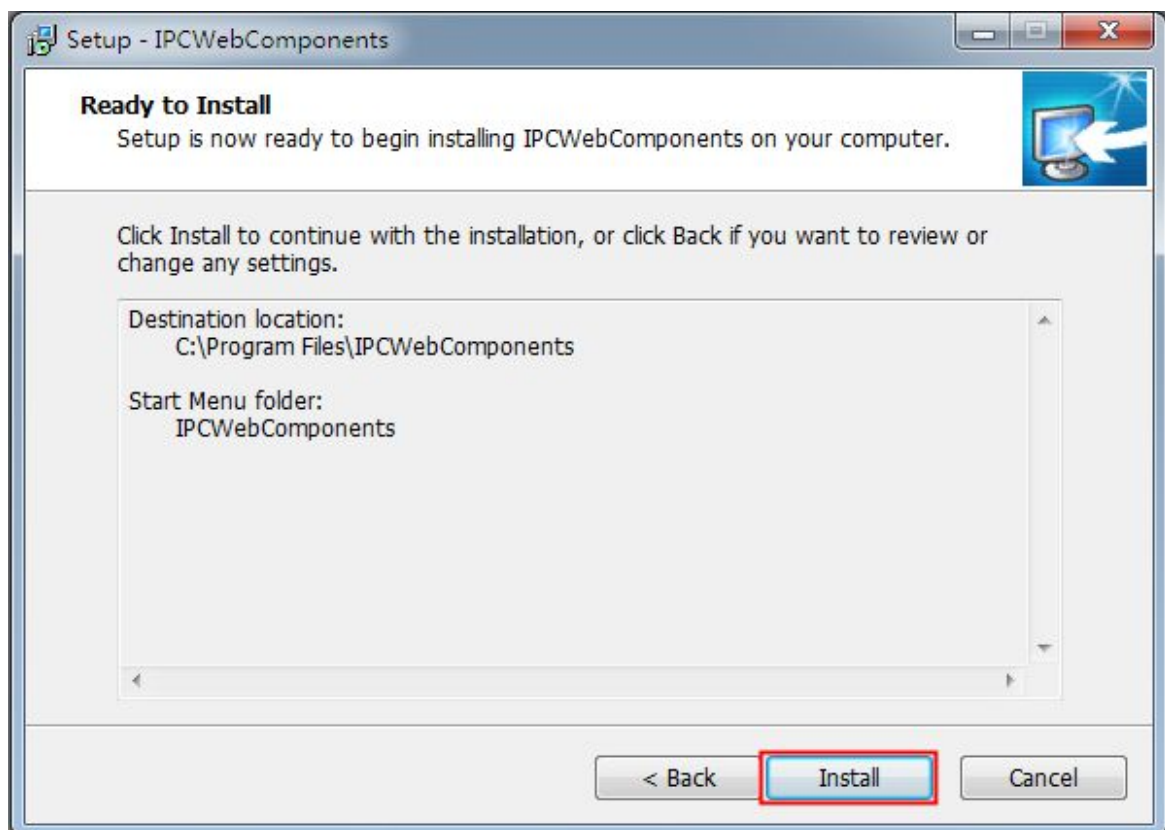 Setup - IPCWebComponents
Ready to Install
Setup is now ready to begin installing IPCWebComponents on your computer.
Click Install to continue with the installation, or click Back if you want to review or
change any settings.
Destination location:
C:\Program Files\IPCWebComponents
Start Menu folder:
IPCWebComponents
< Back
Install
Cancel